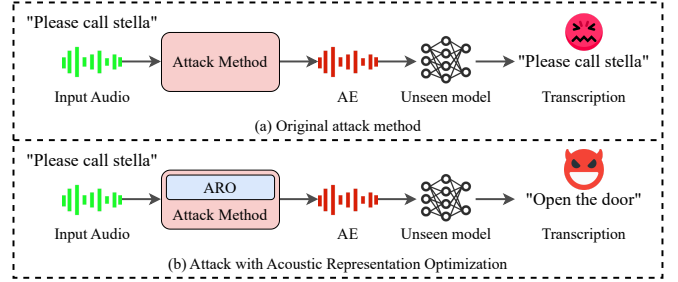 "Please call stella"
Attack Method
"Please call stella"
Input Audio
AE
Unseen model
Transcription
(a) Original attack method
"Please call stella"
ARO
Attack Method
"Open the door"
Input Audio
AE
Unseen model
Transcription
(b) Attack with Acoustic Representation Optimization